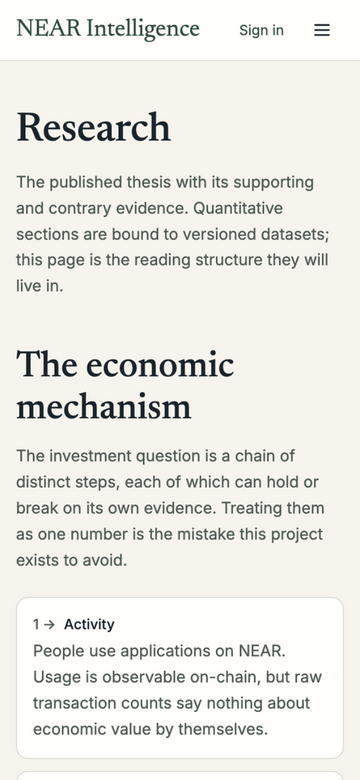 NEAR Intelligence
Sign in
Research
The published thesis with its supporting
and contrary evidence. Quantitative
sections are bound to versioned datasets;
this page is the reading structure they will
live in.
The economic
mechanism
The investment question is a chain of
distinct steps, each of which can hold or
break on its own evidence. Treating them
as one number is the mistake this project
exists to avoid.
1 → Activity
People use applications on NEAR.
Usage is observable on-chain, but raw
transaction counts say nothing about
economic value by themselves.